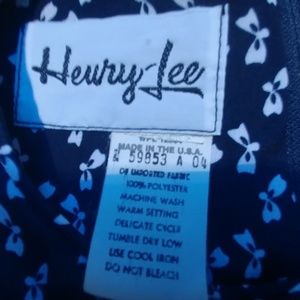 Henry-Lee
MADE IN THE U.S.A.
59853 A 04
OF IMPORTED FABRIC
100% POLYESTER
MACHINE WASH
WARM SETTING
DELICATE CYCLE
TUMBLE DRY LOW
USE COOL IRON
DO NOT BLEACH